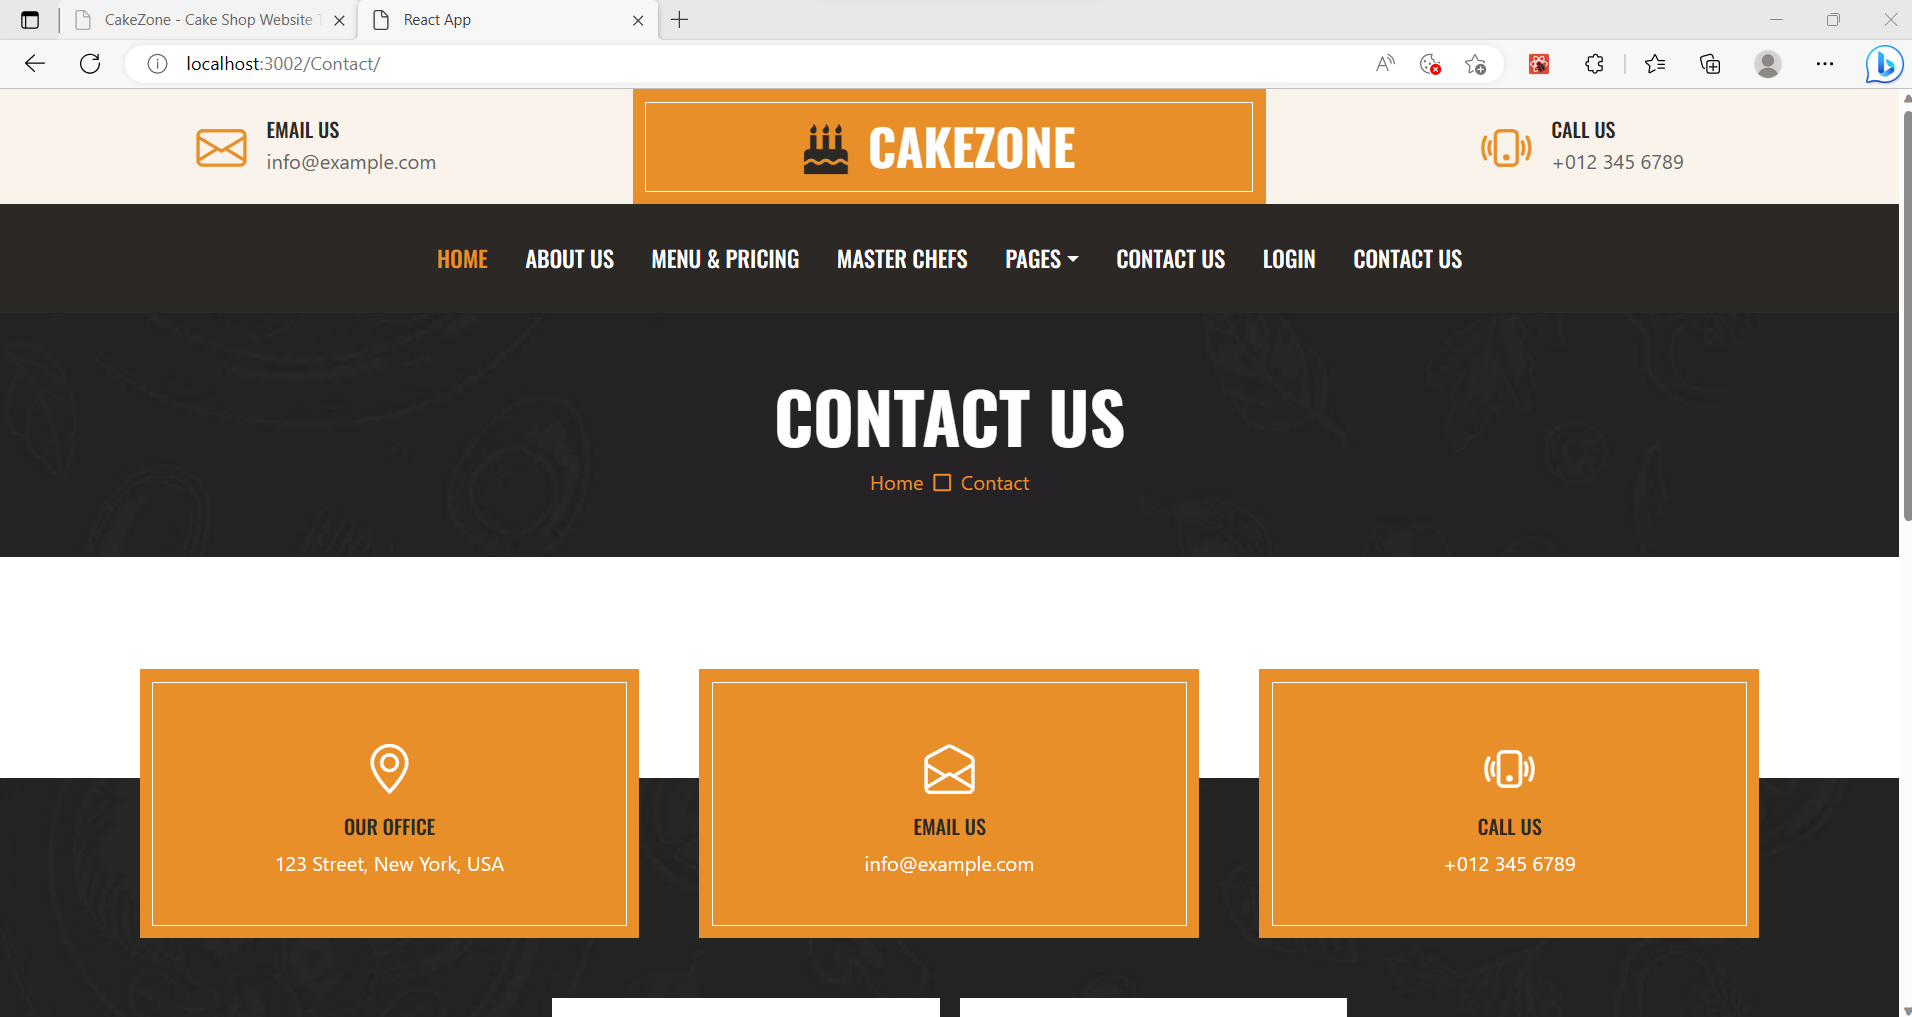 CakeZone - Cake Shop Website T
React App
localhost:3002/Contact/
EMAIL US
info@example.com
CAKEZONE
CALL US
+012 345 6789
HOME ABOUT US MENU & PRICING MASTER CHEFS PAGES CONTACT US LOGIN CONTACT US
CONTACT US
Home Contact
OUR OFFICE
123 Street, New York, USA
EMAIL US
info@example.com
CALL US
+012 345 6789